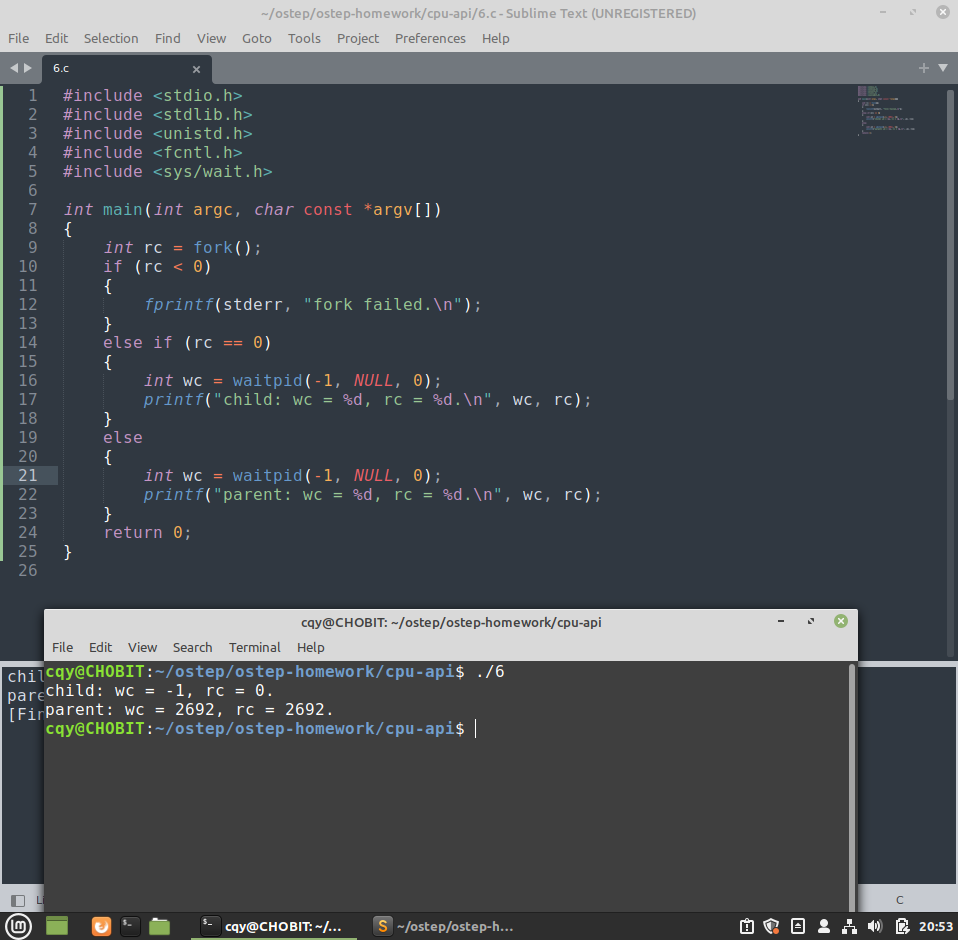 ~/ostep/ostep-homework/cpu-api/6.c - Sublime Text (UNREGISTERED)
File Edit Selection Find View Goto Tools Project Preferences Help
6.c
1 #include <stdio.h>
2 #include <stdlib.h>
3 #include <unistd.h>
4 #include <fcntl.h>
5 #include <sys/wait.h>
6
7 int main(int argc, char const *argv[])
8 {
9     int rc = fork();
10     if (rc < 0)
11     {
12         fprintf(stderr, "fork failed.\n");
13     }
14     else if (rc == 0)
15     {
16         int wc = waitpid(-1, NULL, 0);
17         printf("child: wc = %d, rc = %d.\n", wc, rc);
18     }
19     else
20     {
21         int wc = waitpid(-1, NULL, 0);
22         printf("parent: wc = %d, rc = %d.\n", wc, rc);
23     }
24     return 0;
25 }
26
cqy@CHOBIT: ~/ostep/ostep-homework/cpu-api
File Edit View Search Terminal Help
chil
pare
[Fin
cqy@CHOBIT:~/ostep/ostep-homework/cpu-api$ ./6
child: wc = -1, rc = 0.
parent: wc = 2692, rc = 2692.
cqy@CHOBIT:~/ostep/ostep-homework/cpu-api$
C
cqy@CHOBIT: ~/...
S ~/ostep/ostep-h...
20:53